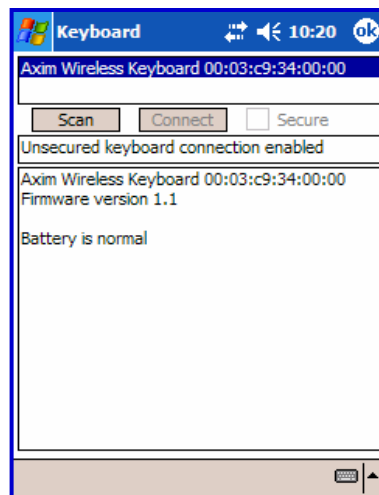 Keyboard 10:20 ok
Axim Wireless Keyboard 00:03:c9:34:00:00
Scan Connect Secure
Unsecured keyboard connection enabled
Axim Wireless Keyboard 00:03:c9:34:00:00
Firmware version 1.1
Battery is normal